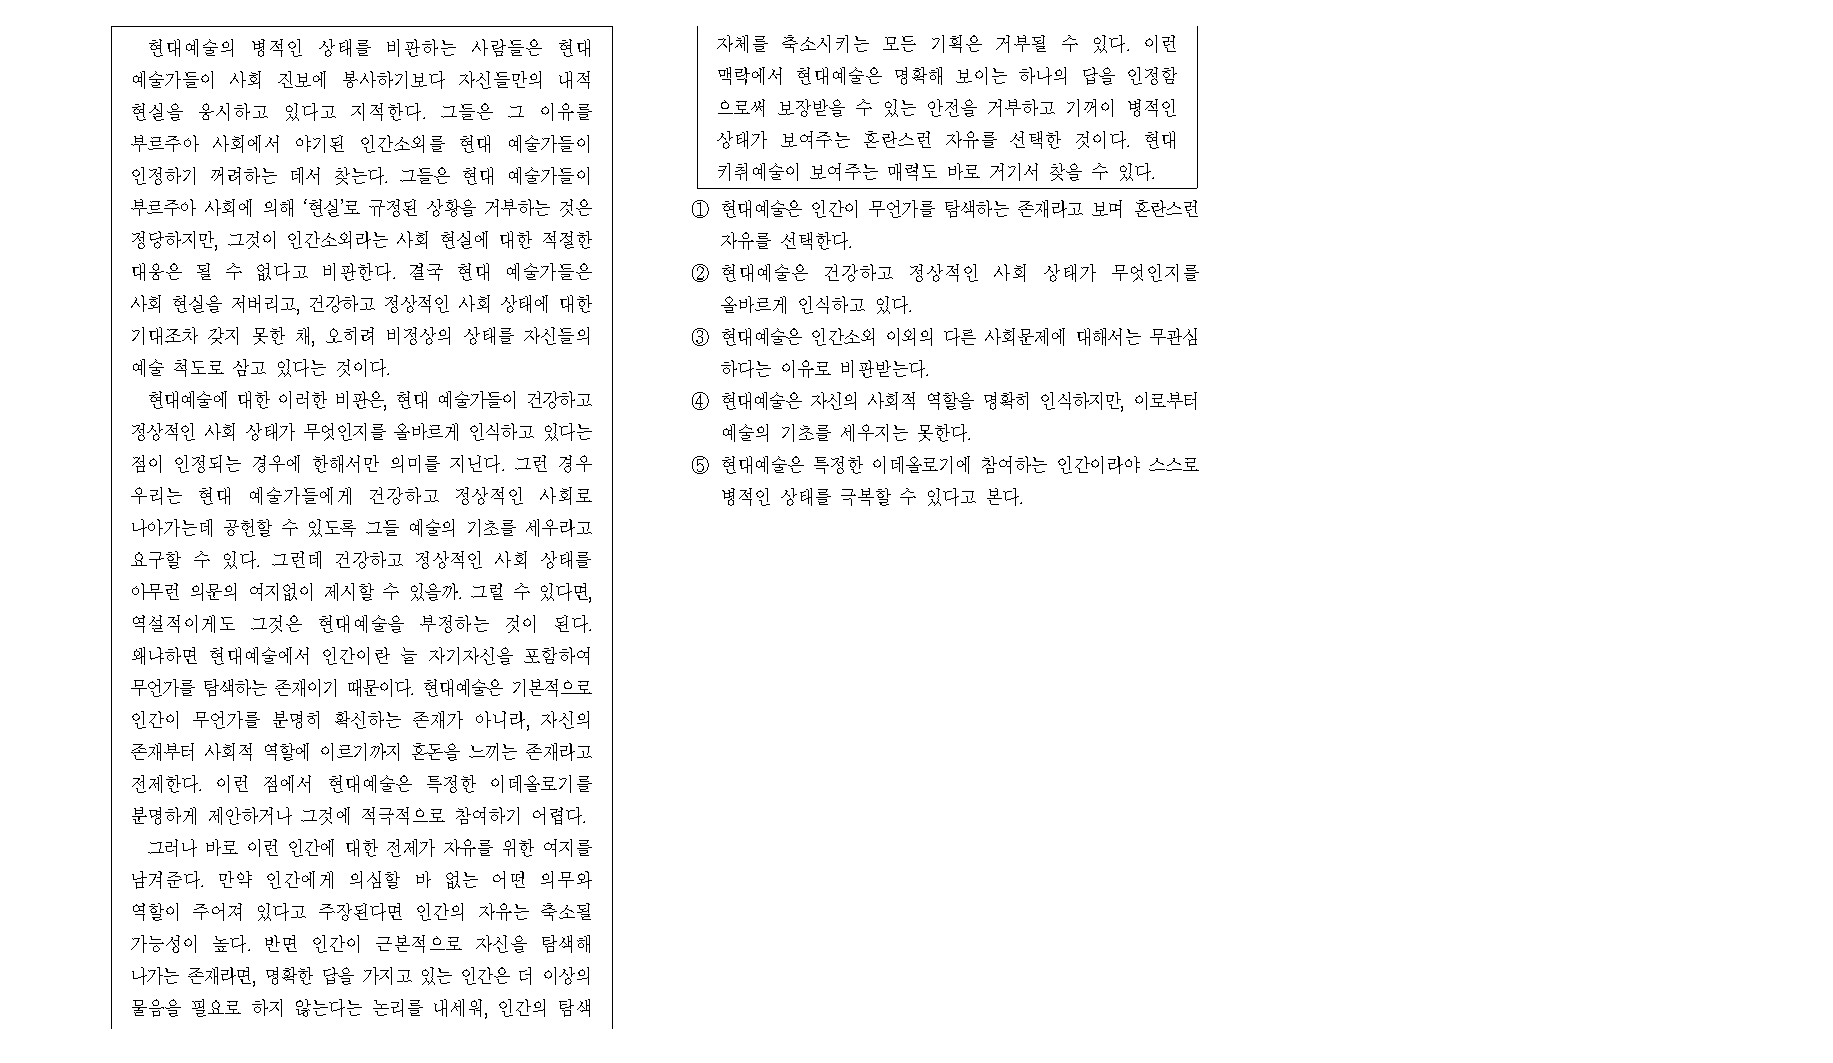 현대예술의 병적인 상태를 비판하는 사람들은 현대
예술가들이 사회 진보에 봉사하기보다 자신들만의 내적
현실을 응시하고 있다고 지적한다. 그들은 그 이유를
부르주아 사회에서 야기된 인간소외를 현대 예술가들이
인정하기 꺼려하는 데서 찾는다. 그들은 현대 예술가들이
부르주아 사회에 의해 ‘현실’로 규정된 상황을 거부하는 것은
정당하지만, 그것이 인간소외라는 사회 현실에 대한 적절한
대응은 될 수 없다고 비판한다. 결국 현대 예술가들은
사회 현실을 저버리고, 건강하고 정상적인 사회 상태에 대한
기대조차 갖지 못한 채, 오히려 비정상의 상태를 자신들의
예술 척도로 삼고 있다는 것이다.
현대예술에 대한 이러한 비판은, 현대 예술가들이 건강하고
정상적인 사회 상태가 무엇인지를 올바르게 인식하고 있다는
점이 인정되는 경우에 한해서만 의미를 지닌다. 그런 경우
우리는 현대 예술가들에게 건강하고 정상적인 사회로
나아가는데 공헌할 수 있도록 그들 예술의 기초를 세우라고
요구할 수 있다. 그런데 건강하고 정상적인 사회 상태를
아무런 의문의 여지없이 제시할 수 있을까. 그럴 수 있다면,
역설적이게도 그것은 현대예술을 부정하는 것이 된다.
왜냐하면 현대예술에서 인간이란 늘 자기자신을 포함하여
무언가를 탐색하는 존재이기 때문이다. 현대예술은 기본적으로
인간이 무언가를 분명히 확신하는 존재가 아니라, 자신의
존재부터 사회적 역할에 이르기까지 혼돈을 느끼는 존재라고
전제한다. 이런 점에서 현대예술은 특정한 이데올로기를
분명하게 제안하거나 그것에 적극적으로 참여하기 어렵다.
그러나 바로 이런 인간에 대한 전제가 자유를 위한 여지를
남겨준다. 만약 인간에게 의심할 바 없는 어떤 의무와
역할이 주어져 있다고 주장된다면 인간의 자유는 축소될
가능성이 높다. 반면 인간이 근본적으로 자신을 탐색해
나가는 존재라면, 명확한 답을 가지고 있는 인간은 더 이상의
물음을 필요로 하지 않는다는 논리를 내세워, 인간의 탐색
자체를 축소시키는 모든 기획은 거부될 수 있다. 이런
맥락에서 현대예술은 명확해 보이는 하나의 답을 인정함
으로써 보장받을 수 있는 안전을 거부하고 기꺼이 병적인
상태가 보여주는 혼란스런 자유를 선택한 것이다. 현대
키취예술이 보여주는 매력도 바로 거기서 찾을 수 있다.
① 현대예술은 인간이 무언가를 탐색하는 존재라고 보며 혼란스런
자유를 선택한다.
② 현대예술은 건강하고 정상적인 사회 상태가 무엇인지를
올바르게 인식하고 있다.
③ 현대예술은 인간소외 이외의 다른 사회문제에 대해서는 무관심
하다는 이유로 비판받는다.
④ 현대예술은 자신의 사회적 역할을 명확히 인식하지만, 이로부터
예술의 기초를 세우지는 못한다.
⑤ 현대예술은 특정한 이데올로기에 참여하는 인간이라야 스스로
병적인 상태를 극복할 수 있다고 본다.